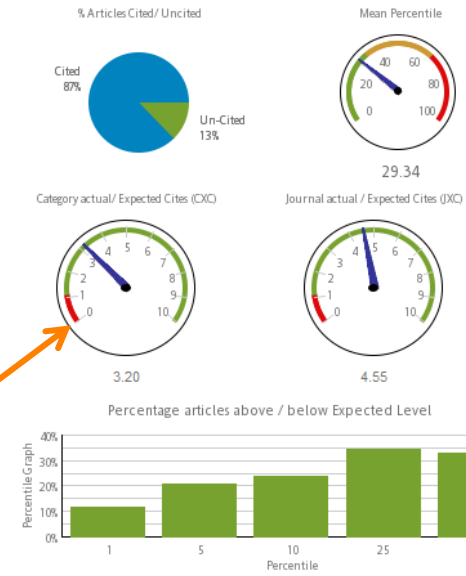 % Articles Cited/ Uncited
Cited
87%
Un-Cited
13%
Mean Percentile
0 20 40 60 80 100
29.34
Category actual/ Expected Cites (CXC)
0 1 2 3 4 5 6 7 8 9 10
3.20
Journal actual / Expected Cites (JXC)
0 1 2 3 4 5 6 7 8 9 10
4.55
Percentage articles above / below Expected Level
Percentile Graph
40%
30%
20%
10%
0%
1 5 10 25
Percentile